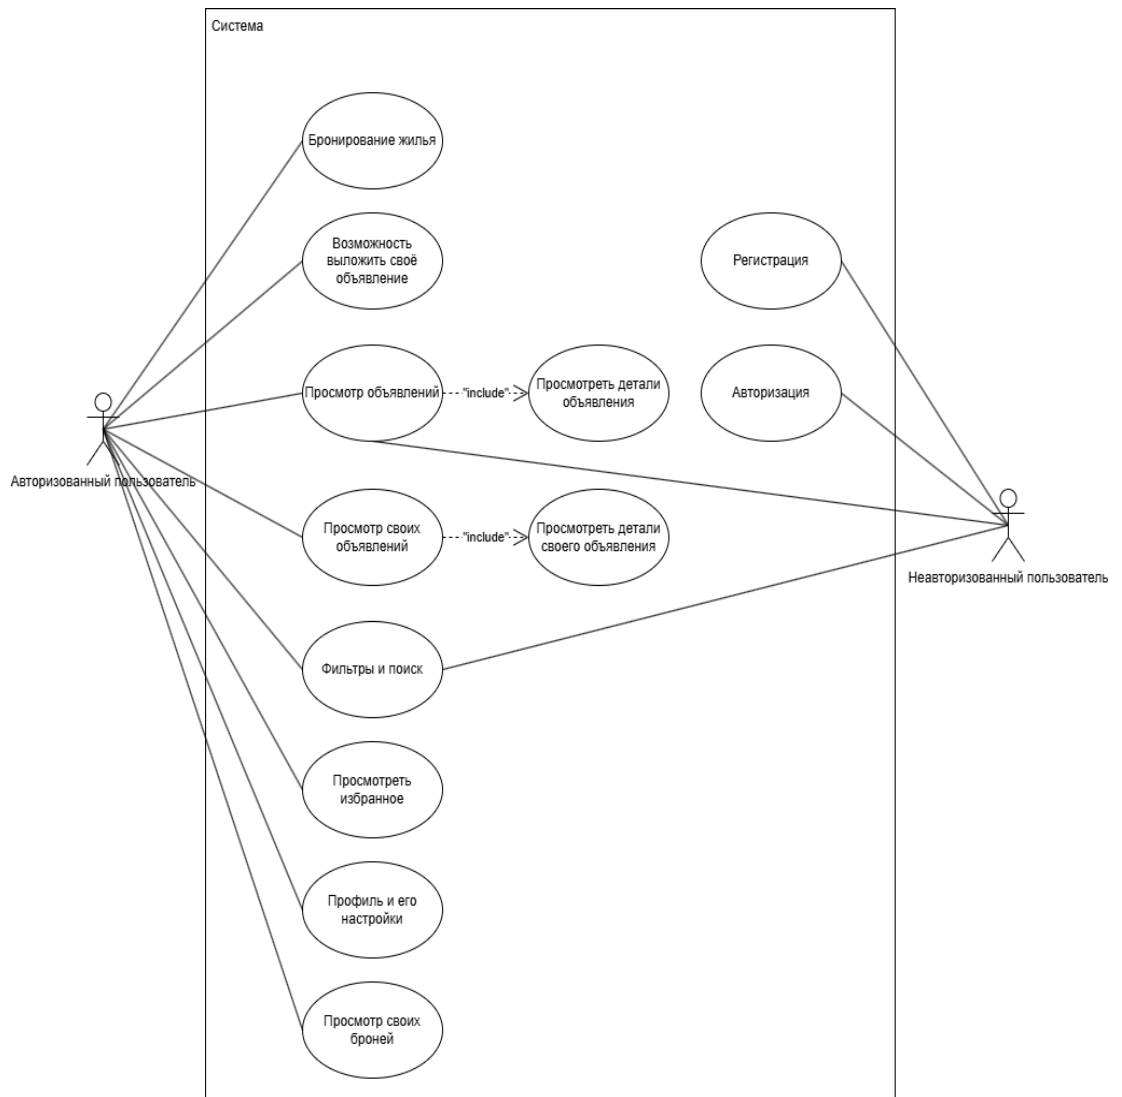 Система
Бронирование жилья
Возможность
выложить своё
объявление
Регистрация
Просмотр объявлений
"include"
Просмотреть детали
объявления
Авторизация
Авторизованный пользователь
Просмотр своих
объявлений
"include"
Просмотреть детали
своего объявления
Неавторизованный пользователь
Фильтры и поиск
Просмотреть
избранное
Профиль и его
настройки
Просмотр своих
броней